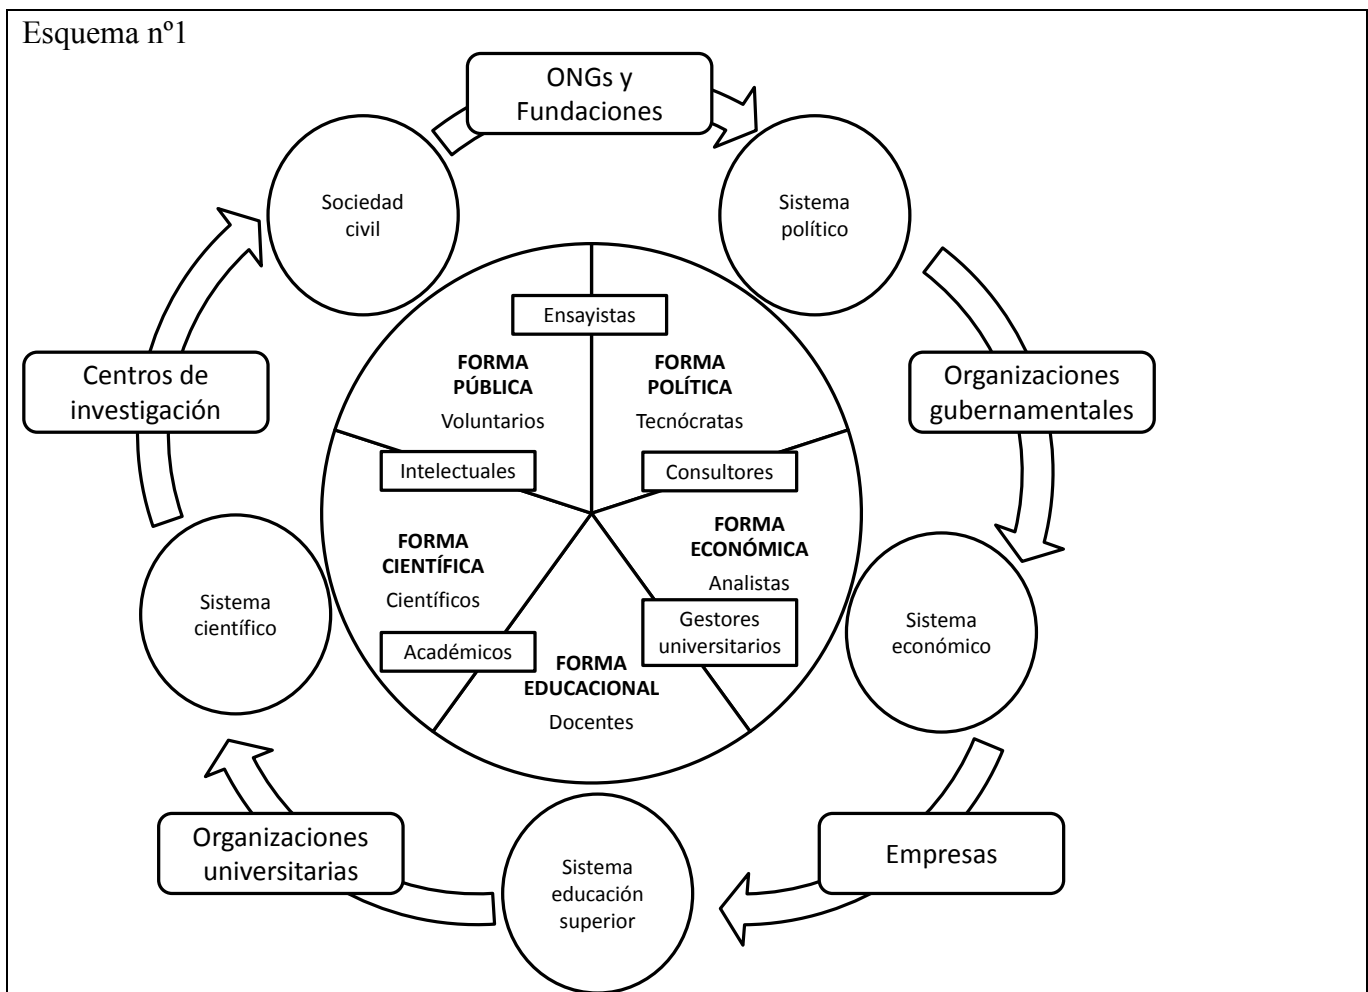 Esquema nº1
ONGs y
Fundaciones
Sociedad
civil
Sistema
político
Ensayistas
FORMA
PÚBLICA
Voluntarios
FORMA
POLÍTICA
Tecnócratas
Centros de
investigación
Organizaciones
gubernamentales
Intelectuales
Consultores
FORMA
CIENTÍFICA
Científicos
FORMA
ECONÓMICA
Analistas
Sistema
científico
Gestores
universitarios
Sistema
económico
Académicos
FORMA
EDUCACIONAL
Docentes
Organizaciones
universitarias
Empresas
Sistema
educación
superior